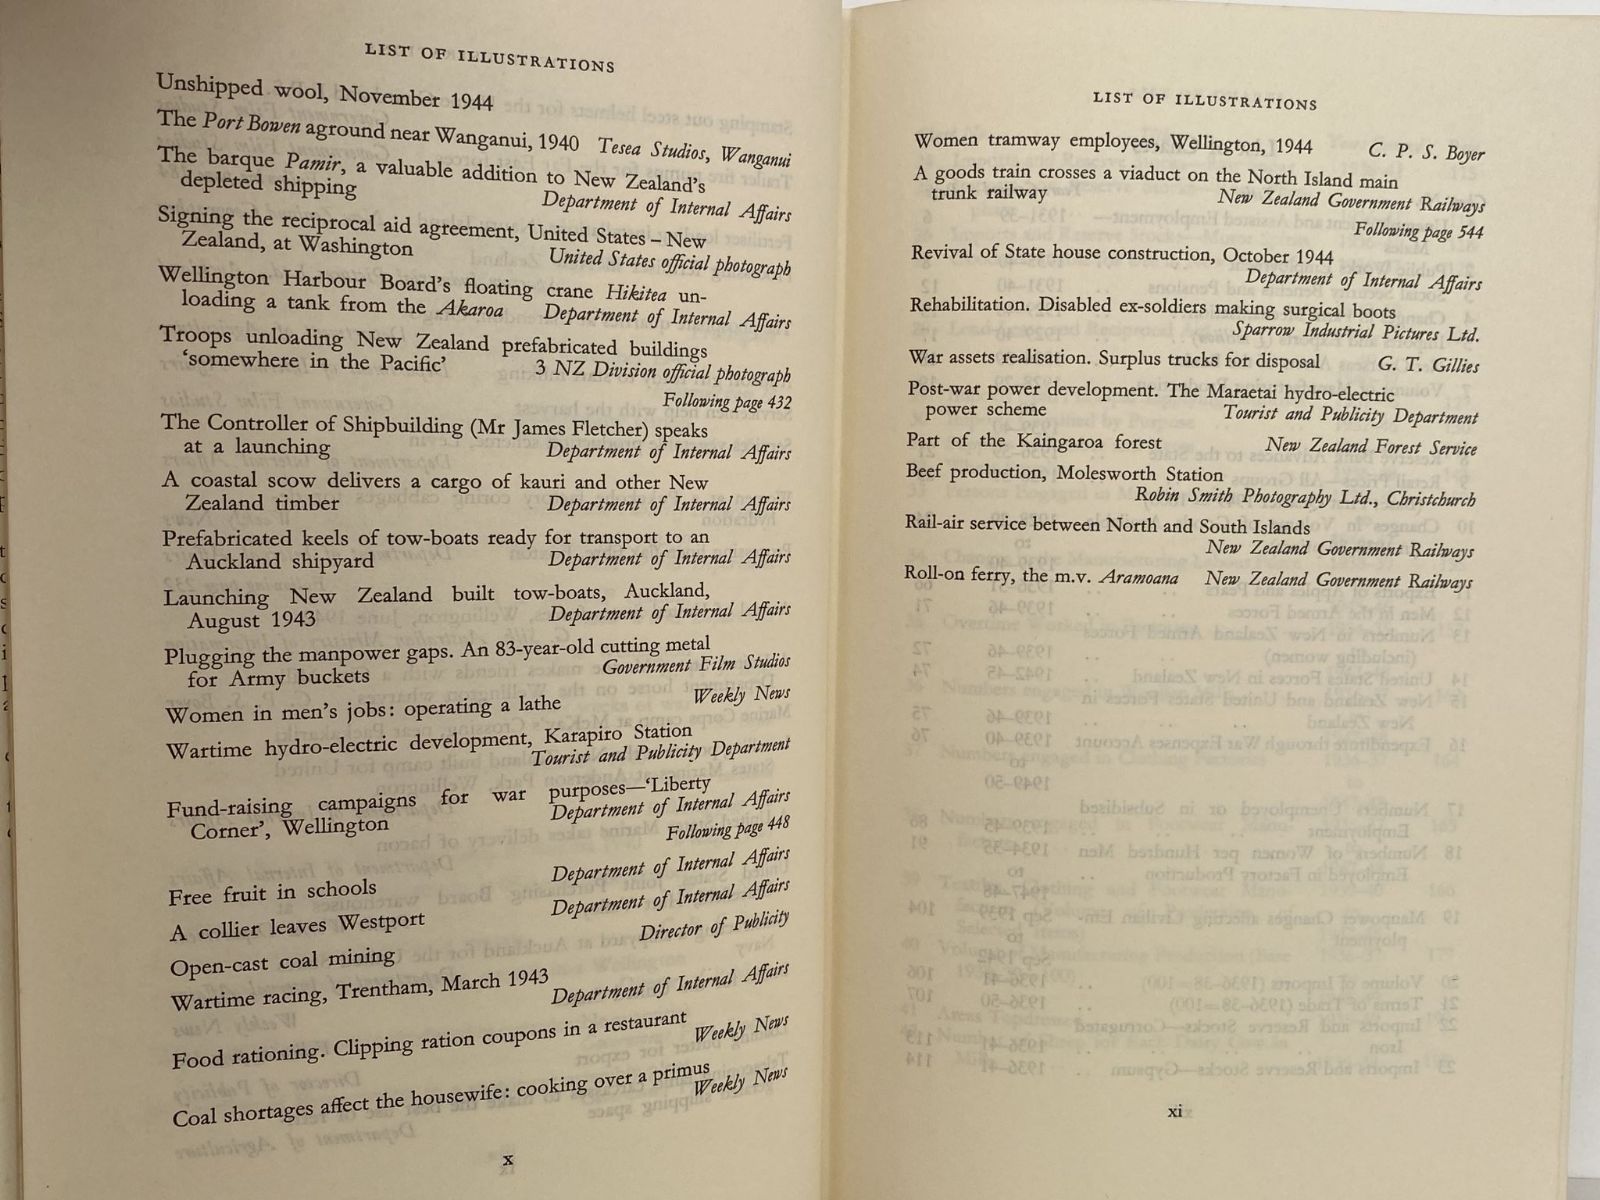 LIST OF ILLUSTRATIONS
Unshipped wool, November 1944
The Port Bowen aground near Wanganui, 1940 Tesea Studios, Wanganui
The barque Pamir, a valuable addition to New Zealand's
depleted shipping Department of Internal Affairs
Signing the reciprocal aid agreement, United States – New
Zealand, at Washington United States official photograph
Wellington Harbour Board's floating crane Hikitea un-
loading a tank from the Akaroa Department of Internal Affairs
Troops unloading New Zealand prefabricated buildings
'somewhere in the Pacific' 3 NZ Division official photograph
Following page 432
The Controller of Shipbuilding (Mr James Fletcher) speaks
at a launching Department of Internal Affairs
A coastal scow delivers a cargo of kauri and other New
Zealand timber Department of Internal Affairs
Prefabricated keels of tow-boats ready for transport to an
Auckland shipyard Department of Internal Affairs
Launching New Zealand built tow-boats, Auckland,
August 1943 Department of Internal Affairs
Plugging the manpower gaps. An 83-year-old cutting metal
for Army buckets Government Film Studios
Women in men's jobs: operating a lathe Weekly News
Wartime hydro-electric development, Karapiro Station
Tourist and Publicity Department
Fund-raising campaigns for war purposes—'Liberty
Corner', Wellington Department of Internal Affairs
Following page 448
Free fruit in schools Department of Internal Affairs
A collier leaves Westport Department of Internal Affairs
Open-cast coal mining Director of Publicity
Wartime racing, Trentham, March 1943 Department of Internal Affairs
Food rationing. Clipping ration coupons in a restaurant
Weekly News
Coal shortages affect the housewife: cooking over a primus
Weekly News
x
LIST OF ILLUSTRATIONS
Women tramway employees, Wellington, 1944 C. P. S. Boyer
A goods train crosses a viaduct on the North Island main
trunk railway New Zealand Government Railways
Following page 544
Revival of State house construction, October 1944
Department of Internal Affairs
Rehabilitation. Disabled ex-soldiers making surgical boots
Sparrow Industrial Pictures Ltd.
War assets realisation. Surplus trucks for disposal G. T. Gillies
Post-war power development. The Maraetai hydro-electric
power scheme Tourist and Publicity Department
Part of the Kaingaroa forest New Zealand Forest Service
Beef production, Molesworth Station
Robin Smith Photography Ltd., Christchurch
Rail-air service between North and South Islands
New Zealand Government Railways
Roll-on ferry, the m.v. Aramoana New Zealand Government Railways
xi